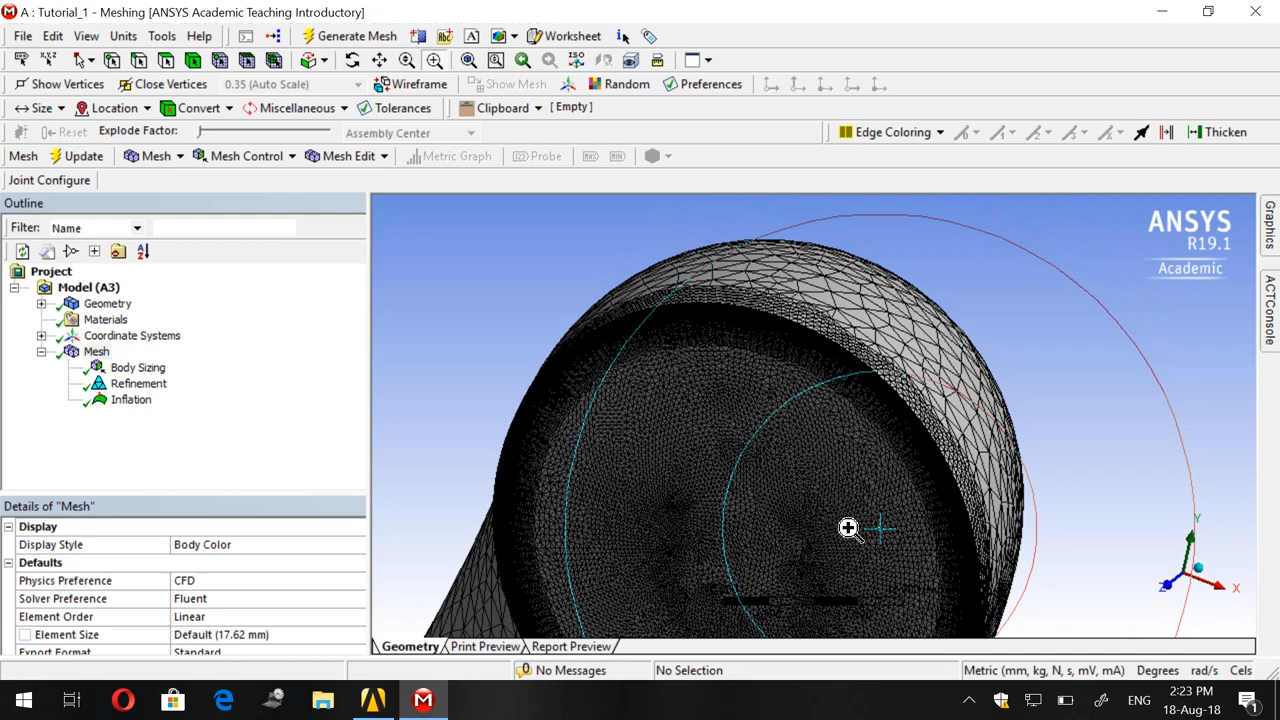 A : Tutorial_1 - Meshing [ANSYS Academic Teaching Introductory]
File Edit View Units Tools Help Generate Mesh Worksheet
Show Vertices Close Vertices 0.35 (Auto Scale) Wireframe Show Mesh Random Preferences
Size Location Convert Miscellaneous Tolerances Clipboard [ Empty ]
Reset Explode Factor: Assembly Center Edge Coloring Thicken
Mesh Update Mesh Mesh Control Mesh Edit Metric Graph Probe
Joint Configure
Outline
Filter: Name
Project
Model (A3)
Geometry
Materials
Coordinate Systems
Mesh
Body Sizing
Refinement
Inflation
Details of "Mesh"
Display
Display Style Body Color
Defaults
Physics Preference CFD
Solver Preference Fluent
Element Order Linear
Element Size Default (17.62 mm)
Export Format Standard
ANSYS
R19.1
Academic
Y
Z
X
Graphics
ACTConsole
Geometry Print Preview Report Preview
0 No Messages No Selection Metric (mm, kg, N, s, mV, mA) Degrees rad/s Cels
ENG
2:23 PM
18-Aug-18
1